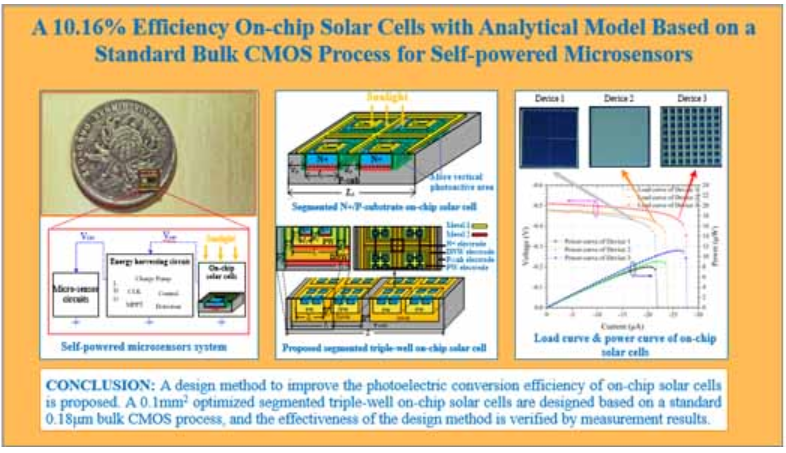 A 10.16% Efficiency On-chip Solar Cells with Analytical Model Based on a
Standard Bulk CMOS Process for Self-powered Microsensors
Sunlight
Energy harvesting circuit
Charge Pump
CLK
Control
MPPT
Micro-sensor
circuits
On-chip
solar cells
Self-powered microsensors system
Sunlight
N+
N+
P-sub
More vertical
photoactive area
Segmented N+/P-substrate on-chip solar cell
Metal 1
Metal 2
N+ electrode
DNW electrode
P-sub electrode
PW electrode
Proposed segmented triple-well on-chip solar cell
Device 1
Device 2
Device 3
Load curve of Device 1
Load curve of Device 2
Load curve of Device 3
Power curve of Device 1
Power curve of Device 2
Power curve of Device 3
Voltage (V)
Power (μW)
Current (μA)
Load curve & power curve of on-chip
solar cells
CONCLUSION: A design method to improve the photoelectric conversion efficiency of on-chip solar cells
is proposed. A 0.1mm² optimized segmented triple-well on-chip solar cells are designed based on a standard
0.18μm bulk CMOS process, and the effectiveness of the design method is verified by measurement results.